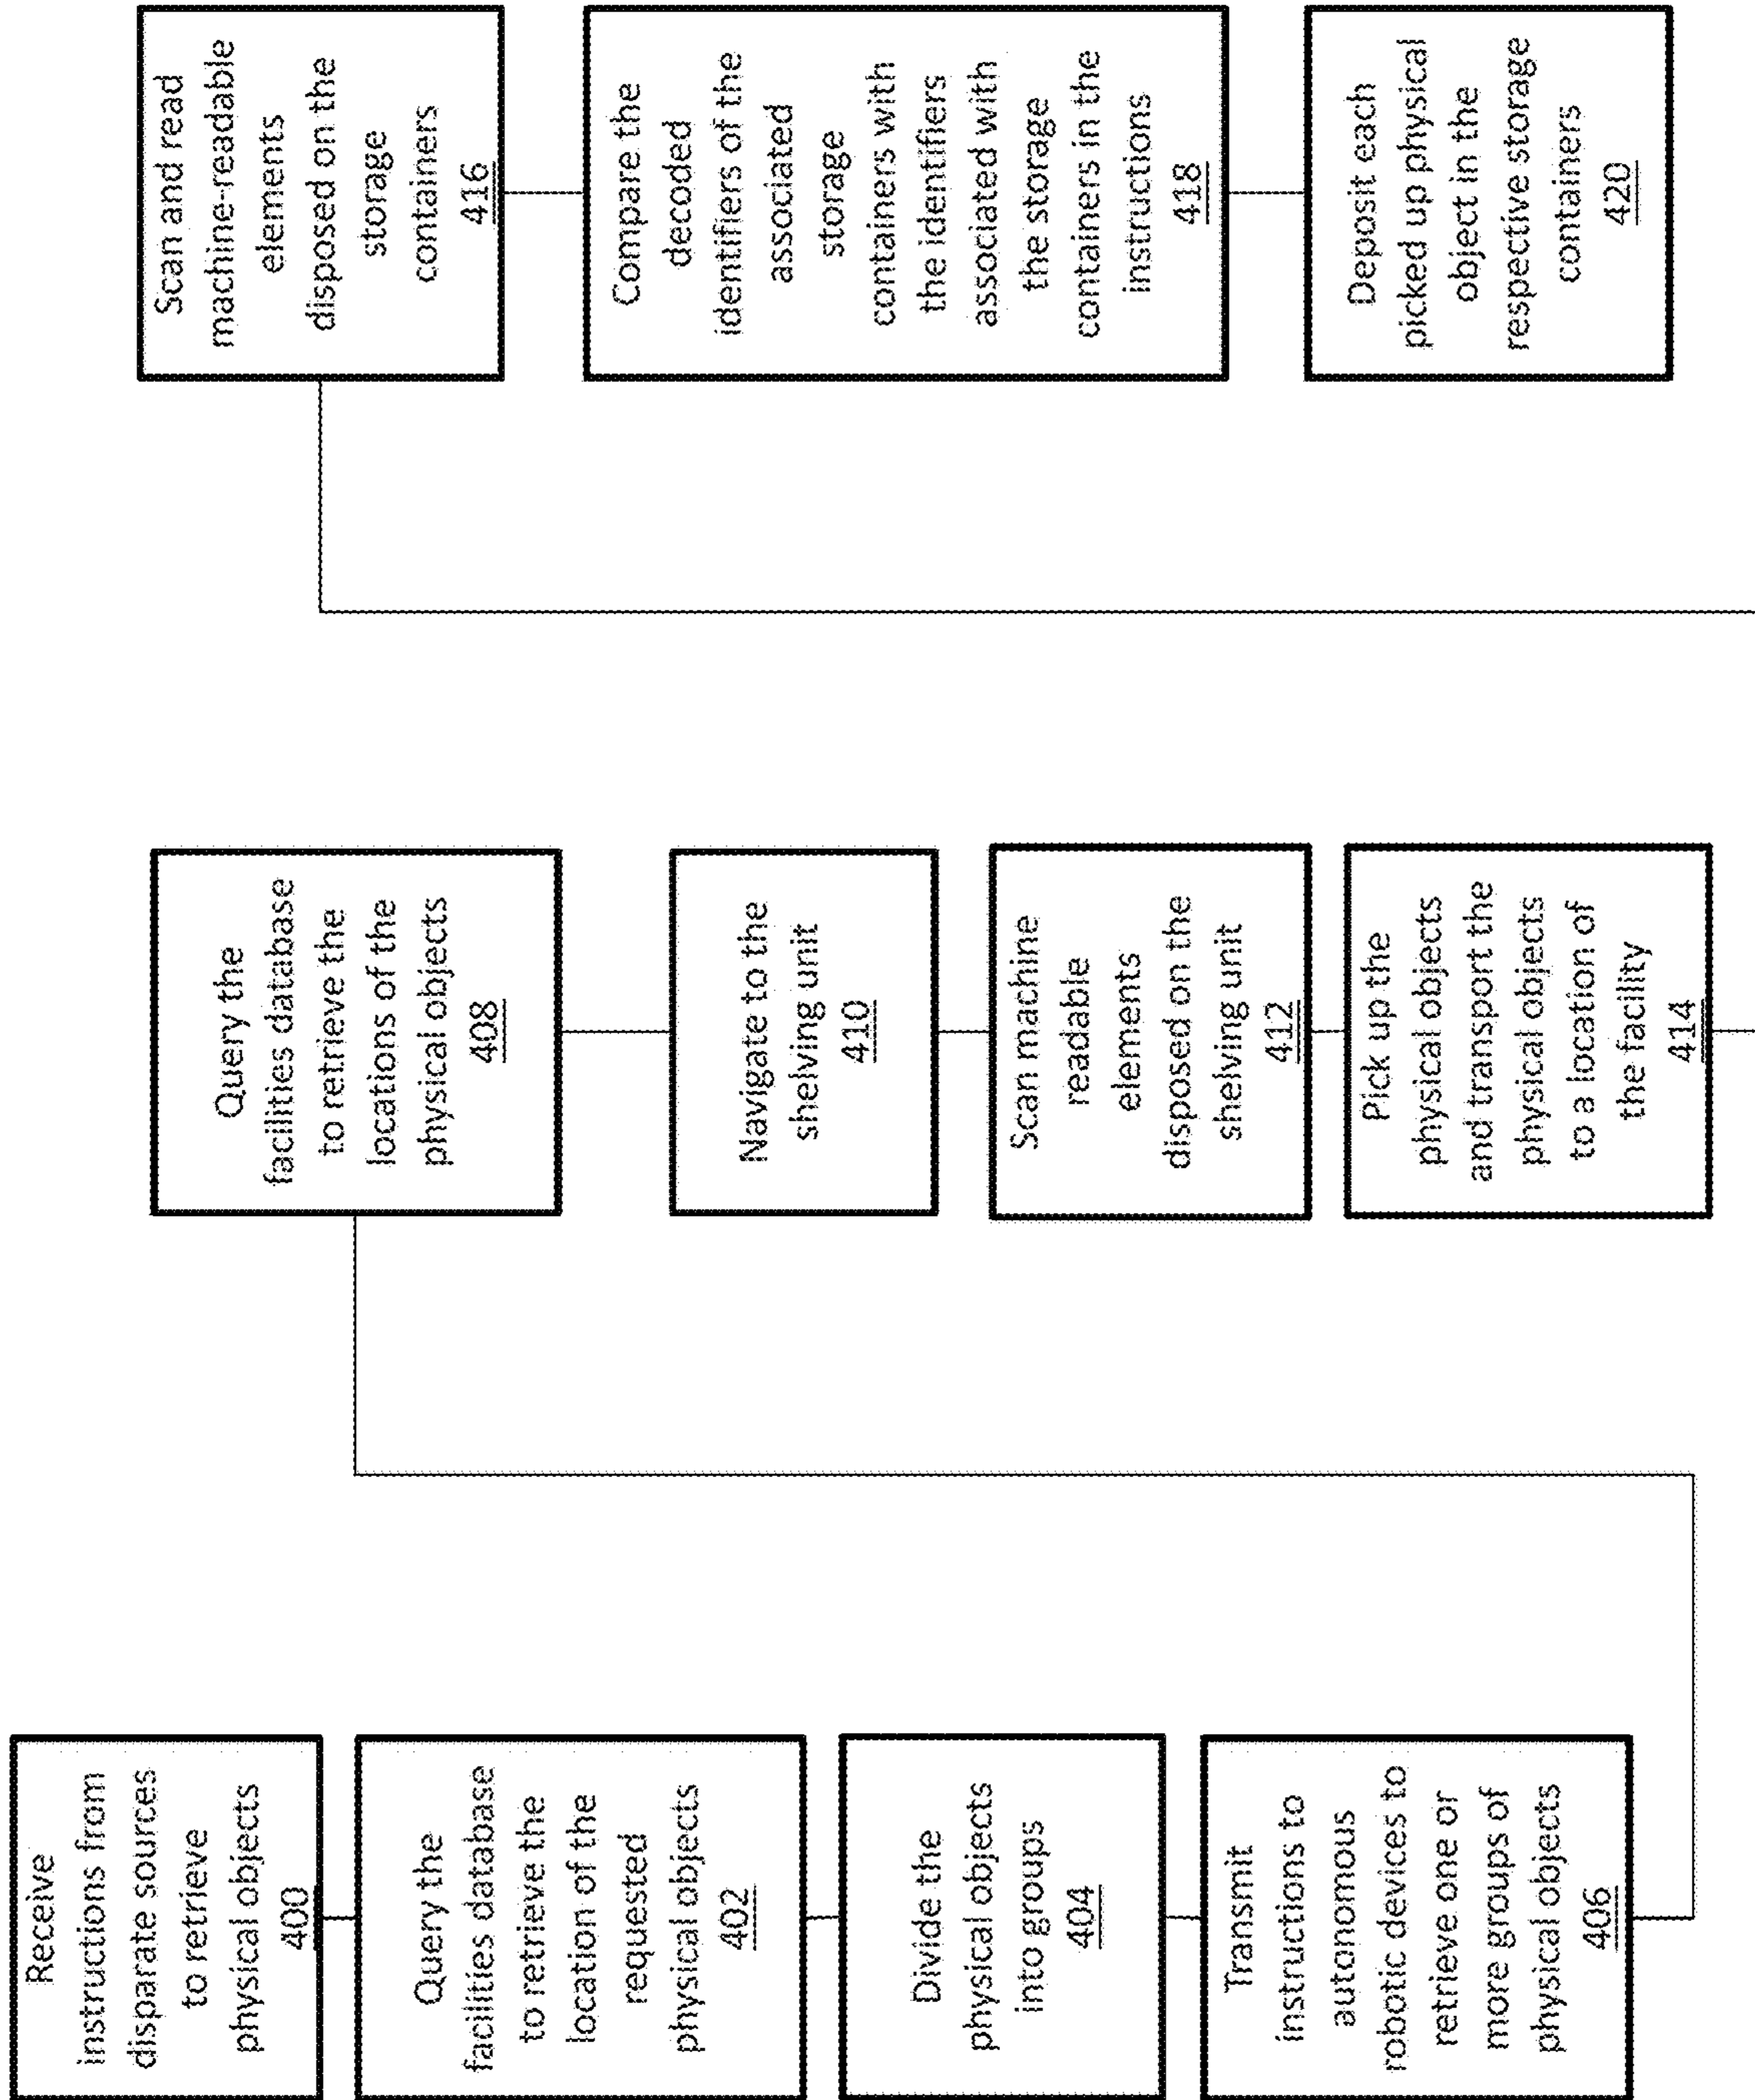 Receive
instructions from
disparate sources
to retrieve
physical objects
400
Query the
facilities database
to retrieve the
location of the
requested
physical objects
402
Divide the
physical objects
into groups
404
Transmit
instructions to
autonomous
robotic devices to
retrieve one or
more groups of
physical objects
406
Query the
facilities database
to retrieve the
locations of the
physical objects
408
Navigate to the
shelving unit
410
Scan machine
readable
elements
disposed on the
shelving unit
412
Pick up the
physical objects
and transport the
physical objects
to a location of
the facility
414
Scan and read
machine-readable
elements
disposed on the
storage
containers
416
Compare the
decoded
identifiers of the
associated
storage
containers with
the identifiers
associated with
the storage
containers in the
instructions
418
Deposit each
picked up physical
object in the
respective storage
containers
420